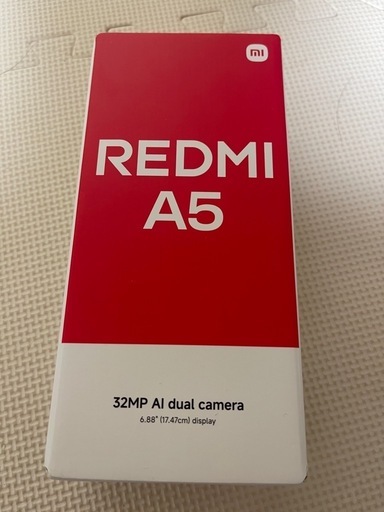 mi
REDMI
A5
32MP AI dual camera
6.88" (17.47cm) display